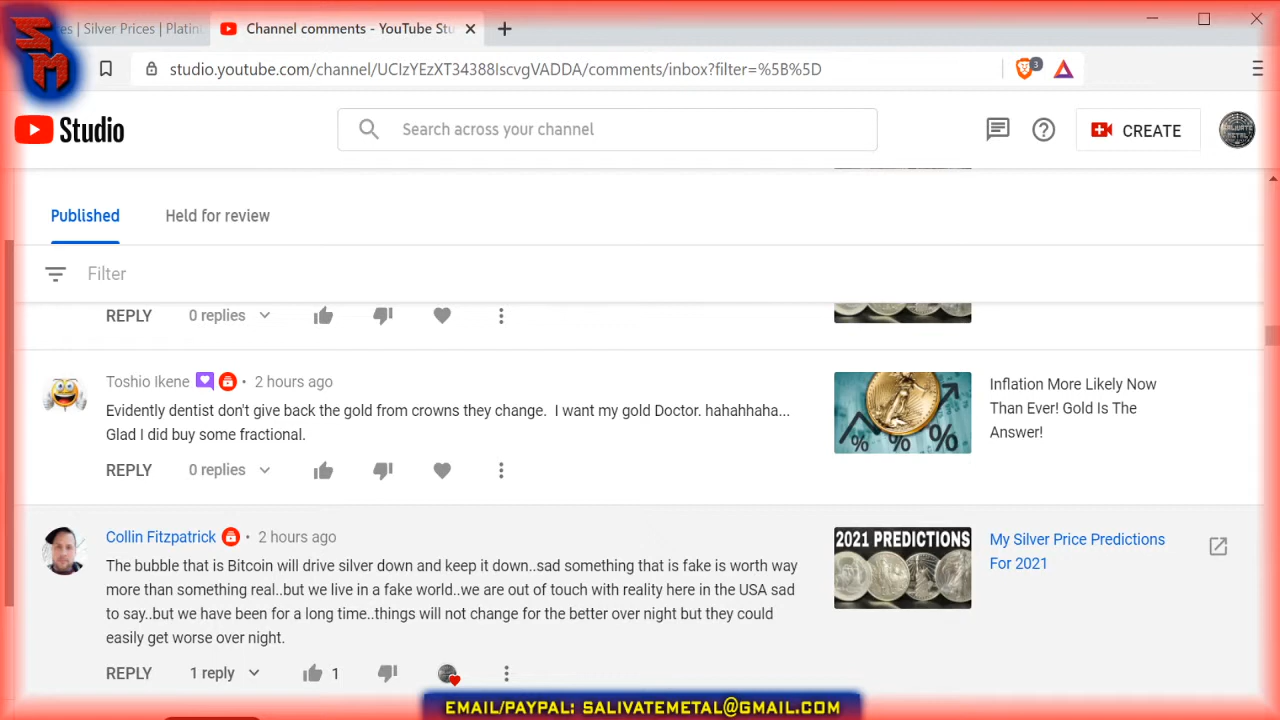 SM
es | Silver Prices | Platinu
Channel comments - YouTube Stu
studio.youtube.com/channel/UCIzYEzXT34388lscvgVADDA/comments/inbox?filter=%5B%5D
3
Studio
Search across your channel
CREATE
SALIVATE METAL
Published
Held for review
Filter
REPLY 0 replies
Toshio Ikene • 2 hours ago
Evidently dentist don't give back the gold from crowns they change. I want my gold Doctor. hahahhaha...
Glad I did buy some fractional.
REPLY 0 replies
% % %
Inflation More Likely Now
Than Ever! Gold Is The
Answer!
Collin Fitzpatrick • 2 hours ago
The bubble that is Bitcoin will drive silver down and keep it down..sad something that is fake is worth way
more than something real..but we live in a fake world..we are out of touch with reality here in the USA sad
to say..but we have been for a long time..things will not change for the better over night but they could
easily get worse over night.
REPLY 1 reply 1
2021 PREDICTIONS
My Silver Price Predictions
For 2021
EMAIL/PAYPAL: SALIVATEMETAL@GMAIL.COM